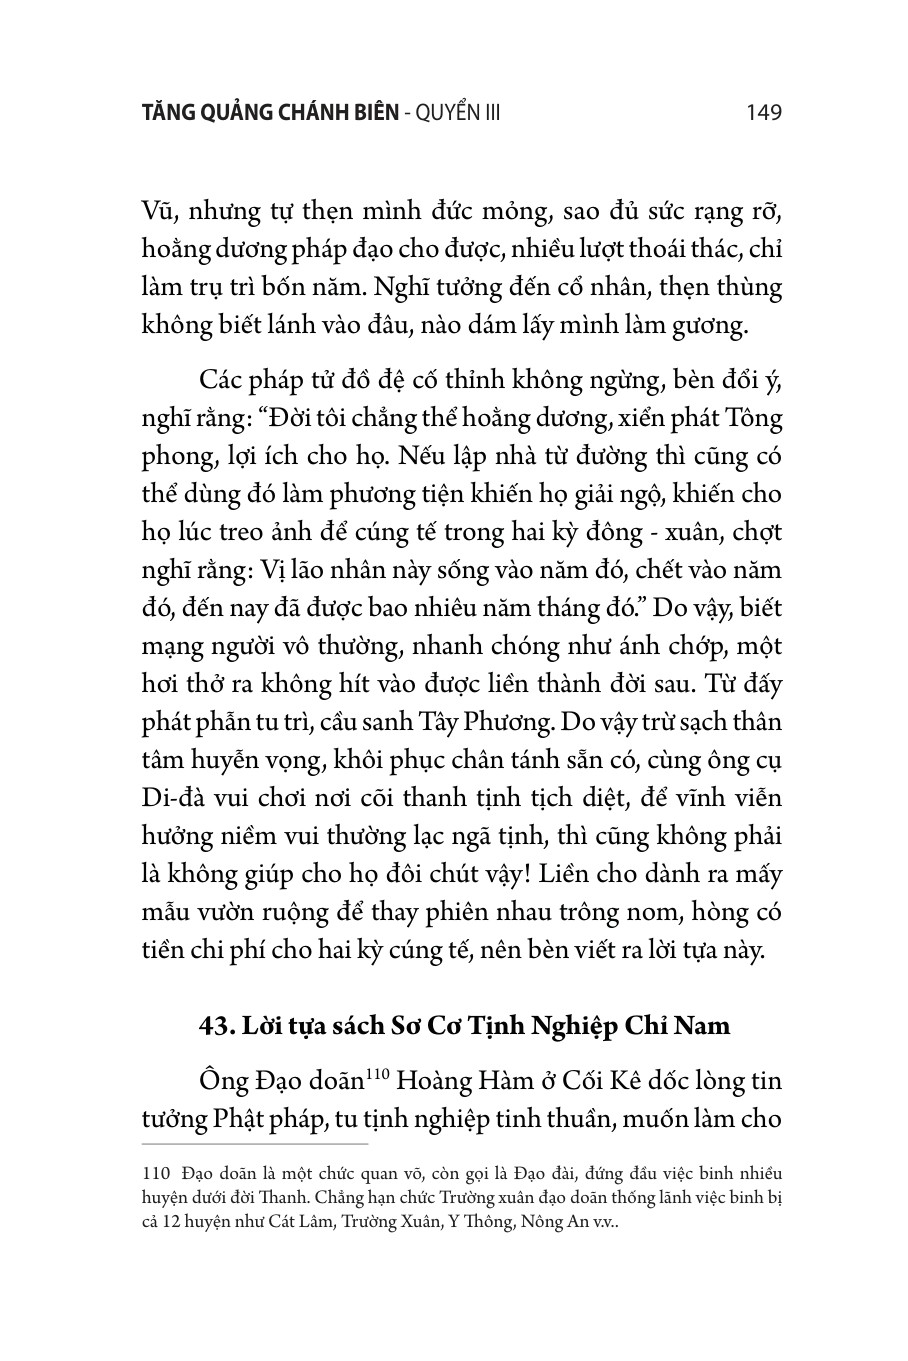 TĂNG QUẢNG CHÁNH BIÊN - QUYỂN III 149
Vũ, nhưng tự thẹn mình đức mỏng, sao đủ sức rạng rỡ,
hoằng dương pháp đạo cho được, nhiều lượt thoái thác, chỉ
làm trụ trì bốn năm. Nghĩ tưởng đến cổ nhân, thẹn thùng
không biết lánh vào đâu, nào dám lấy mình làm gương.
Các pháp tử đồ đệ cố thỉnh không ngừng, bèn đổi ý,
nghĩ rằng: “Đời tôi chẳng thể hoằng dương, xiển phát Tông
phong, lợi ích cho họ. Nếu lập nhà từ đường thì cũng có
thể dùng đó làm phương tiện khiến họ giải ngộ, khiến cho
họ lúc treo ảnh để cúng tế trong hai kỳ đông - xuân, chợt
nghĩ rằng: Vị lão nhân này sống vào năm đó, chết vào năm
đó, đến nay đã được bao nhiêu năm tháng đó.” Do vậy, biết
mạng người vô thường, nhanh chóng như ánh chớp, một
hơi thở ra không hít vào được liền thành đời sau. Từ đấy
phát phẫn tu trì, cầu sanh Tây Phương. Do vậy trừ sạch thân
tâm huyễn vọng, khôi phục chân tánh sẵn có, cùng ông cụ
Di-đà vui chơi nơi cõi thanh tịnh tịch diệt, để vĩnh viễn
hưởng niềm vui thường lạc ngã tịnh, thì cũng không phải
là không giúp cho họ đôi chút vậy! Liền cho dành ra mấy
mẫu vườn ruộng để thay phiên nhau trông nom, hòng có
tiền chi phí cho hai kỳ cúng tế, nên bèn viết ra lời tựa này.
43. Lời tựa sách Sơ Cơ Tịnh Nghiệp Chỉ Nam
Ông Đạo doãn110 Hoàng Hàm ở Cối Kê dốc lòng tin
tưởng Phật pháp, tu tịnh nghiệp tinh thuần, muốn làm cho
110 Đạo doãn là một chức quan võ, còn gọi là Đạo đài, đứng đầu việc binh nhiều
huyện dưới đời Thanh. Chẳng hạn chức Trường xuân đạo doãn thống lãnh việc binh bị
cả 12 huyện như Cát Lâm, Trường Xuân, Y Thông, Nông An v.v..